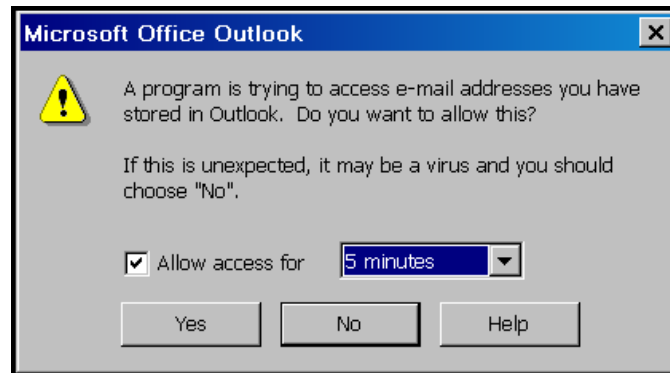 Microsoft Office Outlook
A program is trying to access e-mail addresses you have
stored in Outlook.  Do you want to allow this?
If this is unexpected, it may be a virus and you should
choose "No".
Allow access for 5 minutes
Yes No Help